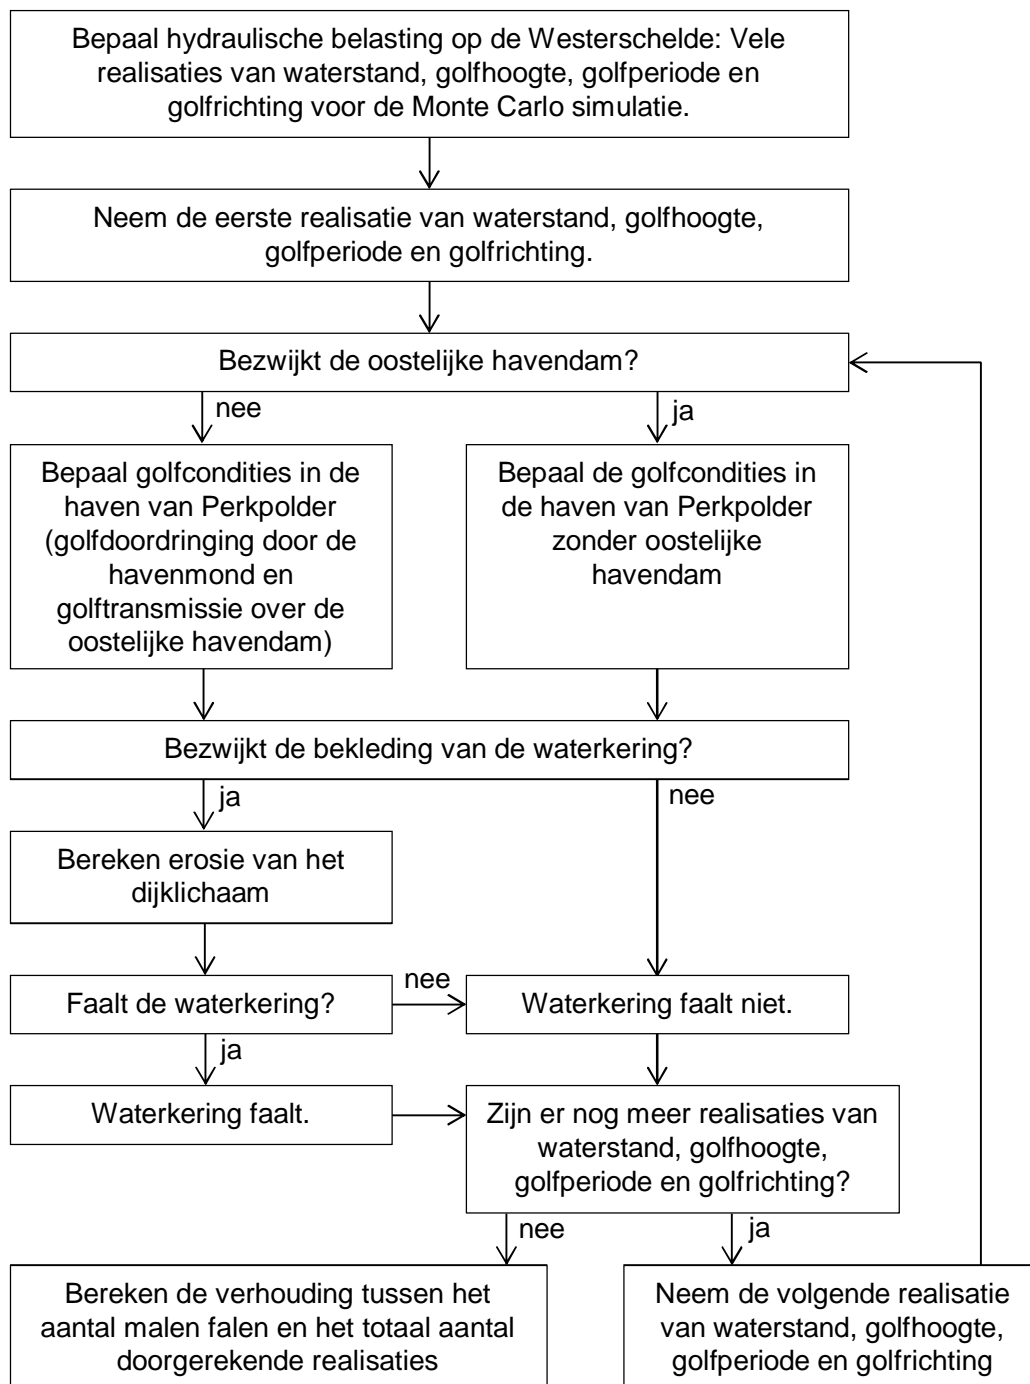 Bepaal hydraulische belasting op de Westerschelde: Vele
realisaties van waterstand, golfhoogte, golfperiode en
golfrichting voor de Monte Carlo simulatie.
Neem de eerste realisatie van waterstand, golfhoogte,
golfperiode en golfrichting.
Bezwijkt de oostelijke havendam?
nee
ja
Bepaal golfcondities in de
haven van Perkpolder
(golfdoordringing door de
havenmond en
golftransmissie over de
oostelijke havendam)
Bepaal de golfcondities in
de haven van Perkpolder
zonder oostelijke
havendam
Bezwijkt de bekleding van de waterkering?
ja
nee
Bereken erosie van het
dijklichaam
Faalt de waterkering?
nee
Waterkering faalt niet.
ja
Waterkering faalt.
Zijn er nog meer realisaties van
waterstand, golfhoogte,
golfperiode en golfrichting?
nee
ja
Bereken de verhouding tussen het
aantal malen falen en het totaal aantal
doorgerekende realisaties
Neem de volgende realisatie
van waterstand, golfhoogte,
golfperiode en golfrichting